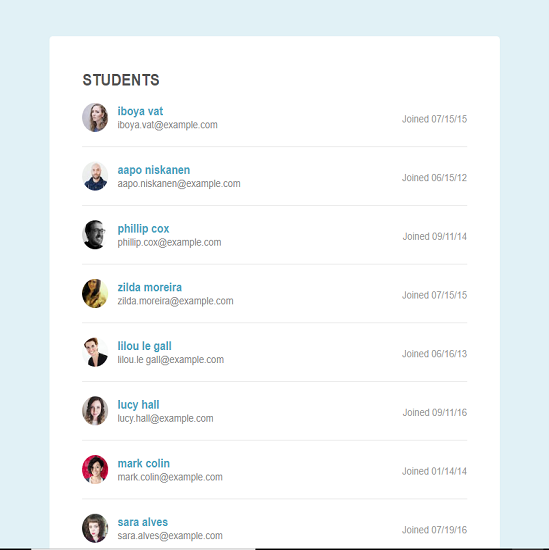 STUDENTS
iboya vat
iboya.vat@example.com
Joined 07/15/15
aapo niskanen
aapo.niskanen@example.com
Joined 06/15/12
phillip cox
phillip.cox@example.com
Joined 09/11/14
zilda moreira
zilda.moreira@example.com
Joined 07/15/15
lilou le gall
lilou.le gall@example.com
Joined 06/16/13
lucy hall
lucy.hall@example.com
Joined 09/11/16
mark colin
mark.colin@example.com
Joined 01/14/14
sara alves
sara.alves@example.com
Joined 07/19/16